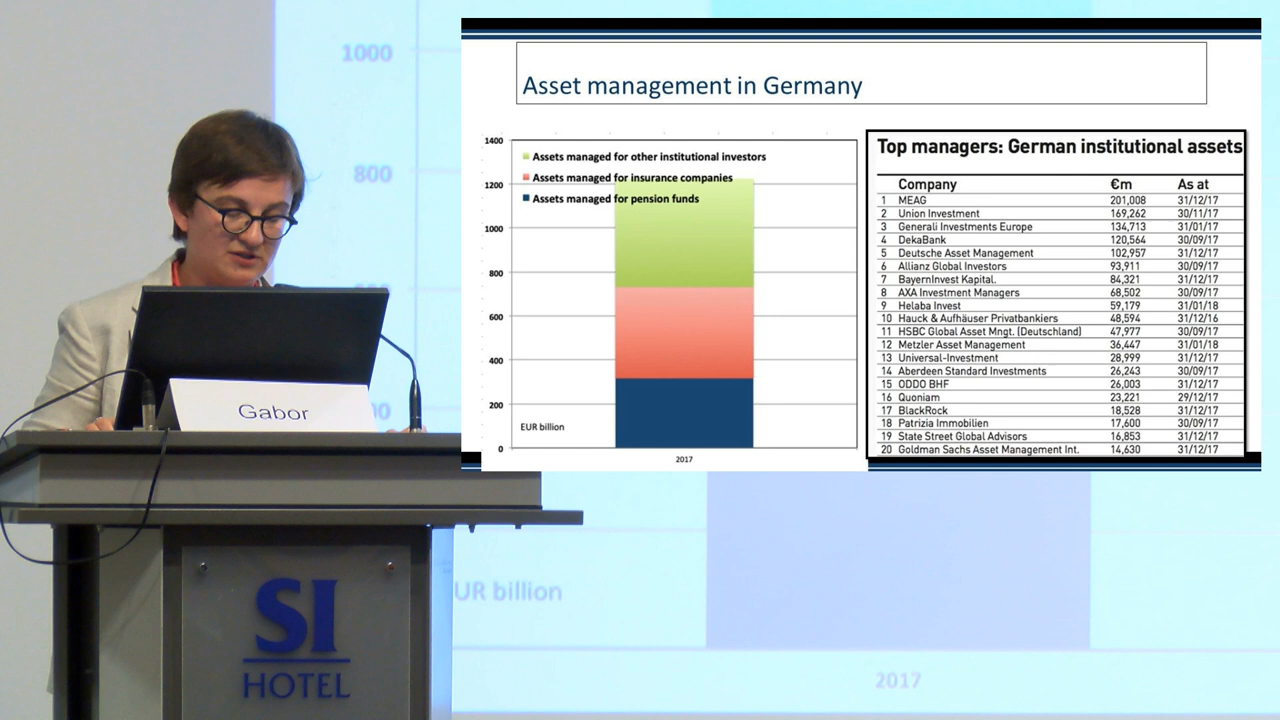 1000
800
Gabor
SI
HOTEL
UR billion
2017
Asset management in Germany
1400
1200
1000
800
600
400
200
0
Assets managed for other institutional investors
Assets managed for insurance companies
Assets managed for pension funds
EUR billion
2017
Top managers: German institutional assets
Company €m As at
1 MEAG 201,008 31/12/17
2 Union Investment 169,262 30/11/17
3 Generali Investments Europe 134,713 31/01/17
4 DekaBank 120,564 30/09/17
5 Deutsche Asset Management 102,957 31/12/17
6 Allianz Global Investors 93,911 30/09/17
7 BayernInvest Kapital. 84,321 31/12/17
8 AXA Investment Managers 68,502 30/09/17
9 Helaba Invest 59,179 31/01/18
10 Hauck & Aufhäuser Privatbankiers 48,594 31/12/16
11 HSBC Global Asset Mngt. (Deutschland) 47,977 30/09/17
12 Metzler Asset Management 36,447 31/01/18
13 Universal-Investment 28,999 31/12/17
14 Aberdeen Standard Investments 26,243 30/09/17
15 ODDO BHF 26,003 31/12/17
16 Quoniam 23,221 29/12/17
17 BlackRock 18,528 31/12/17
18 Patrizia Immobilien 17,600 30/09/17
19 State Street Global Advisors 16,853 31/12/17
20 Goldman Sachs Asset Management Int. 14,630 31/12/17